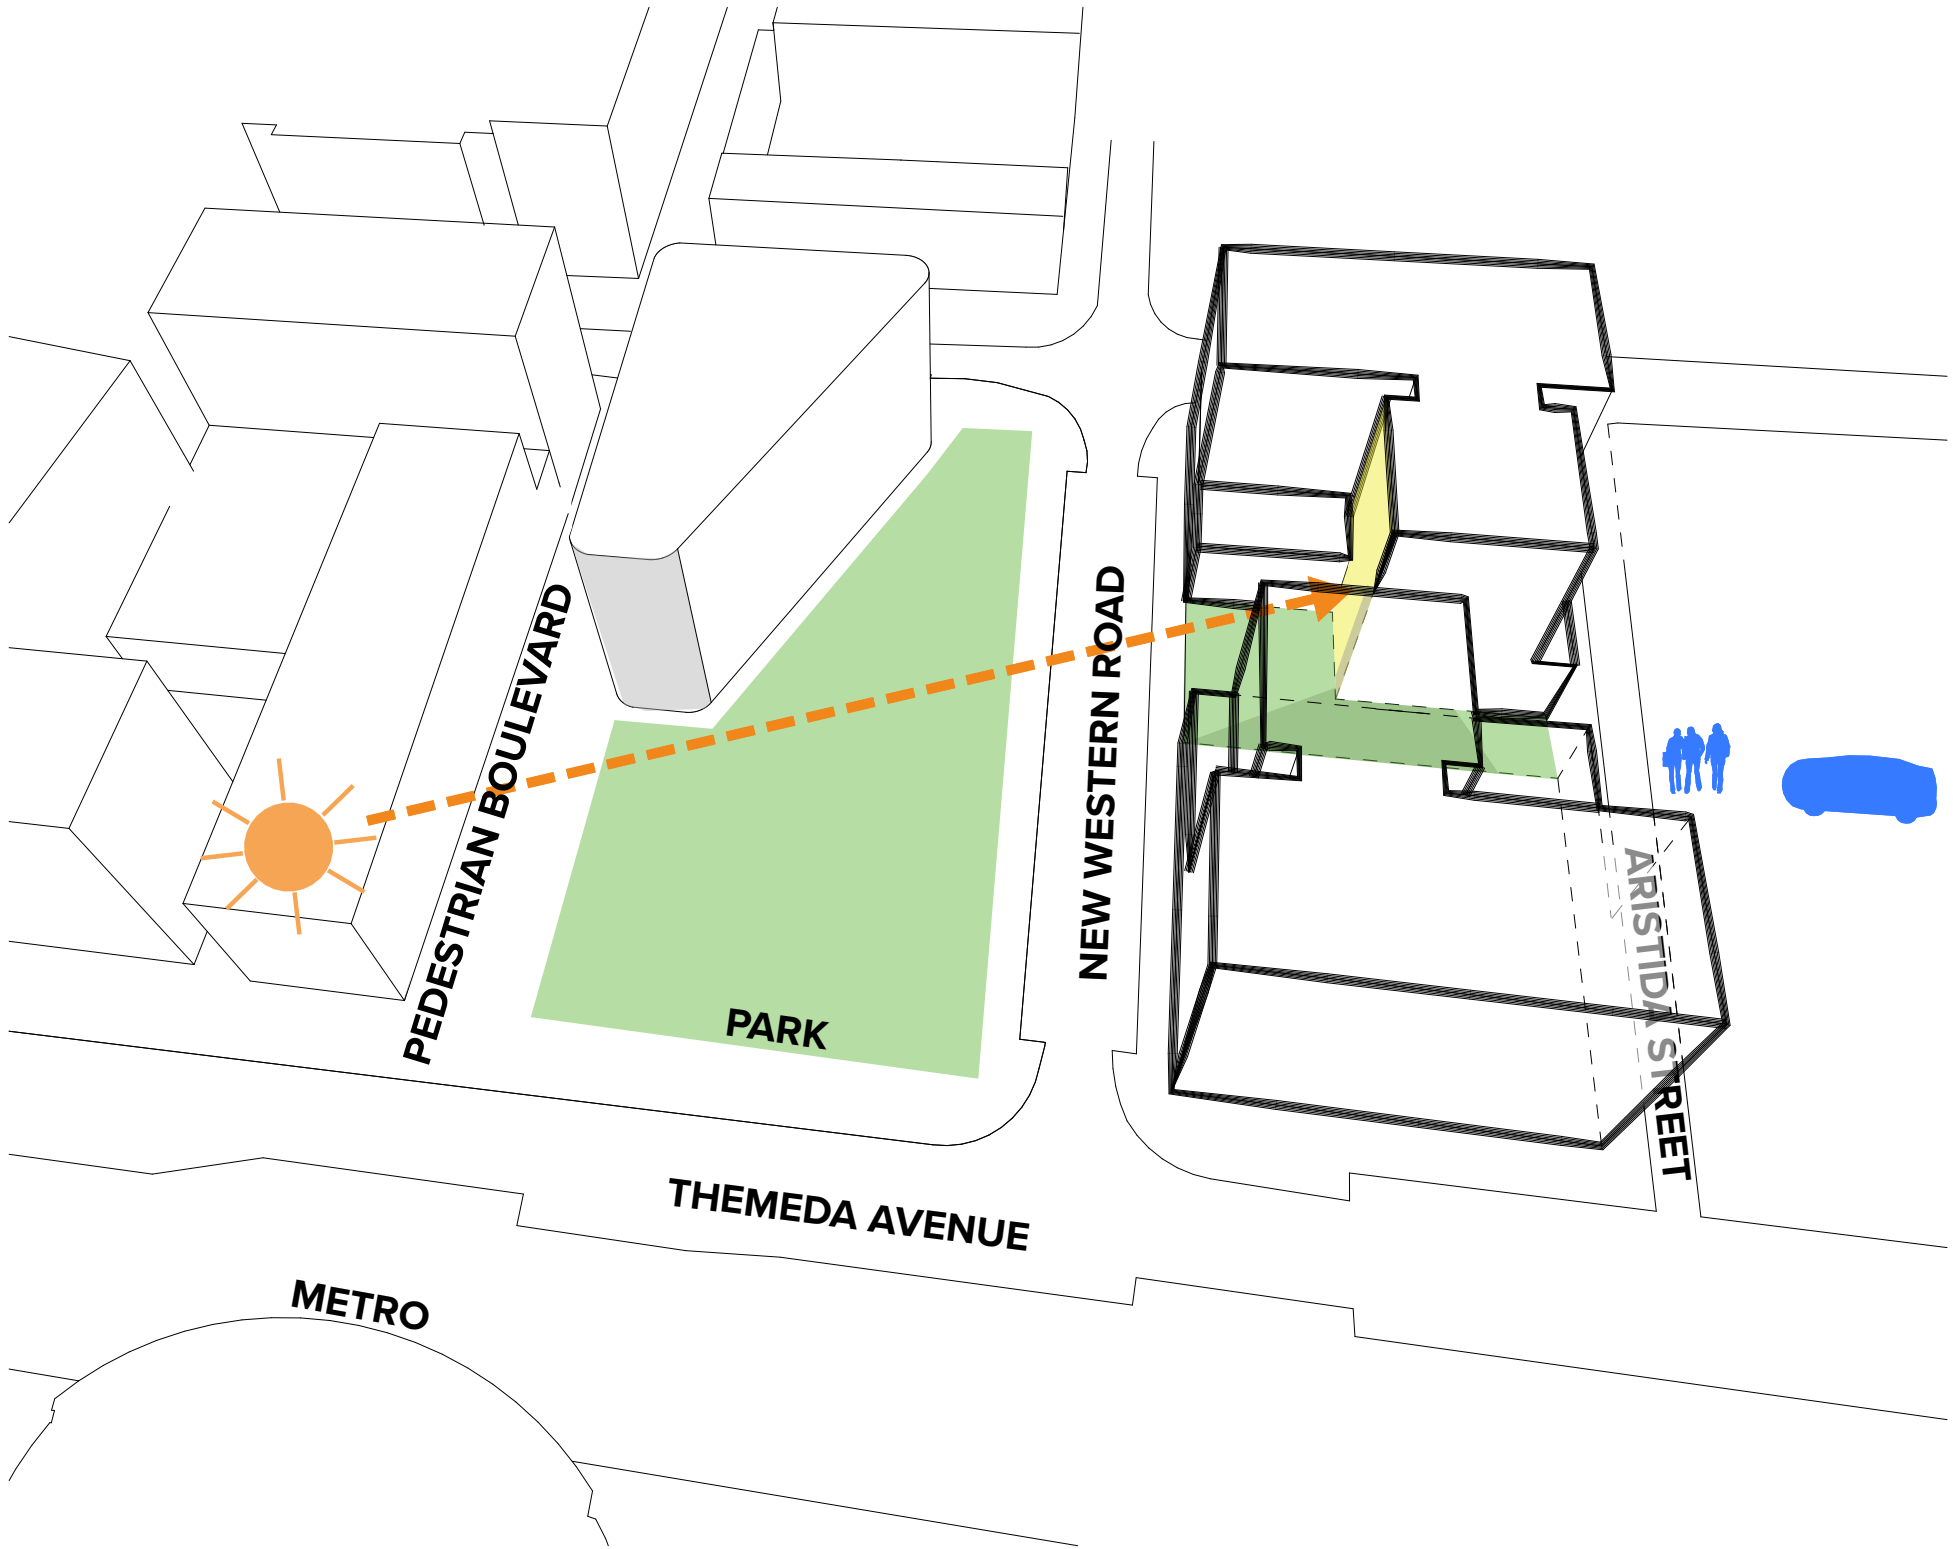 PEDESTRIAN BOULEVARD
NEW WESTERN ROAD
ARISTIDA STREET
PARK
THEMEDA AVENUE
METRO